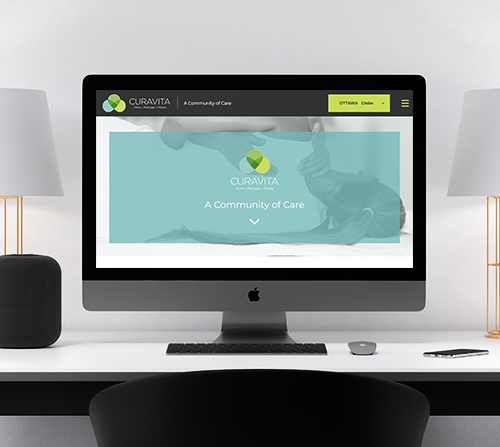 CURAVITA
Chiro • Massage • Physio
A Community of Care
OTTAWA Glebe
CURAVITA
Chiro • Massage • Physio
A Community of Care